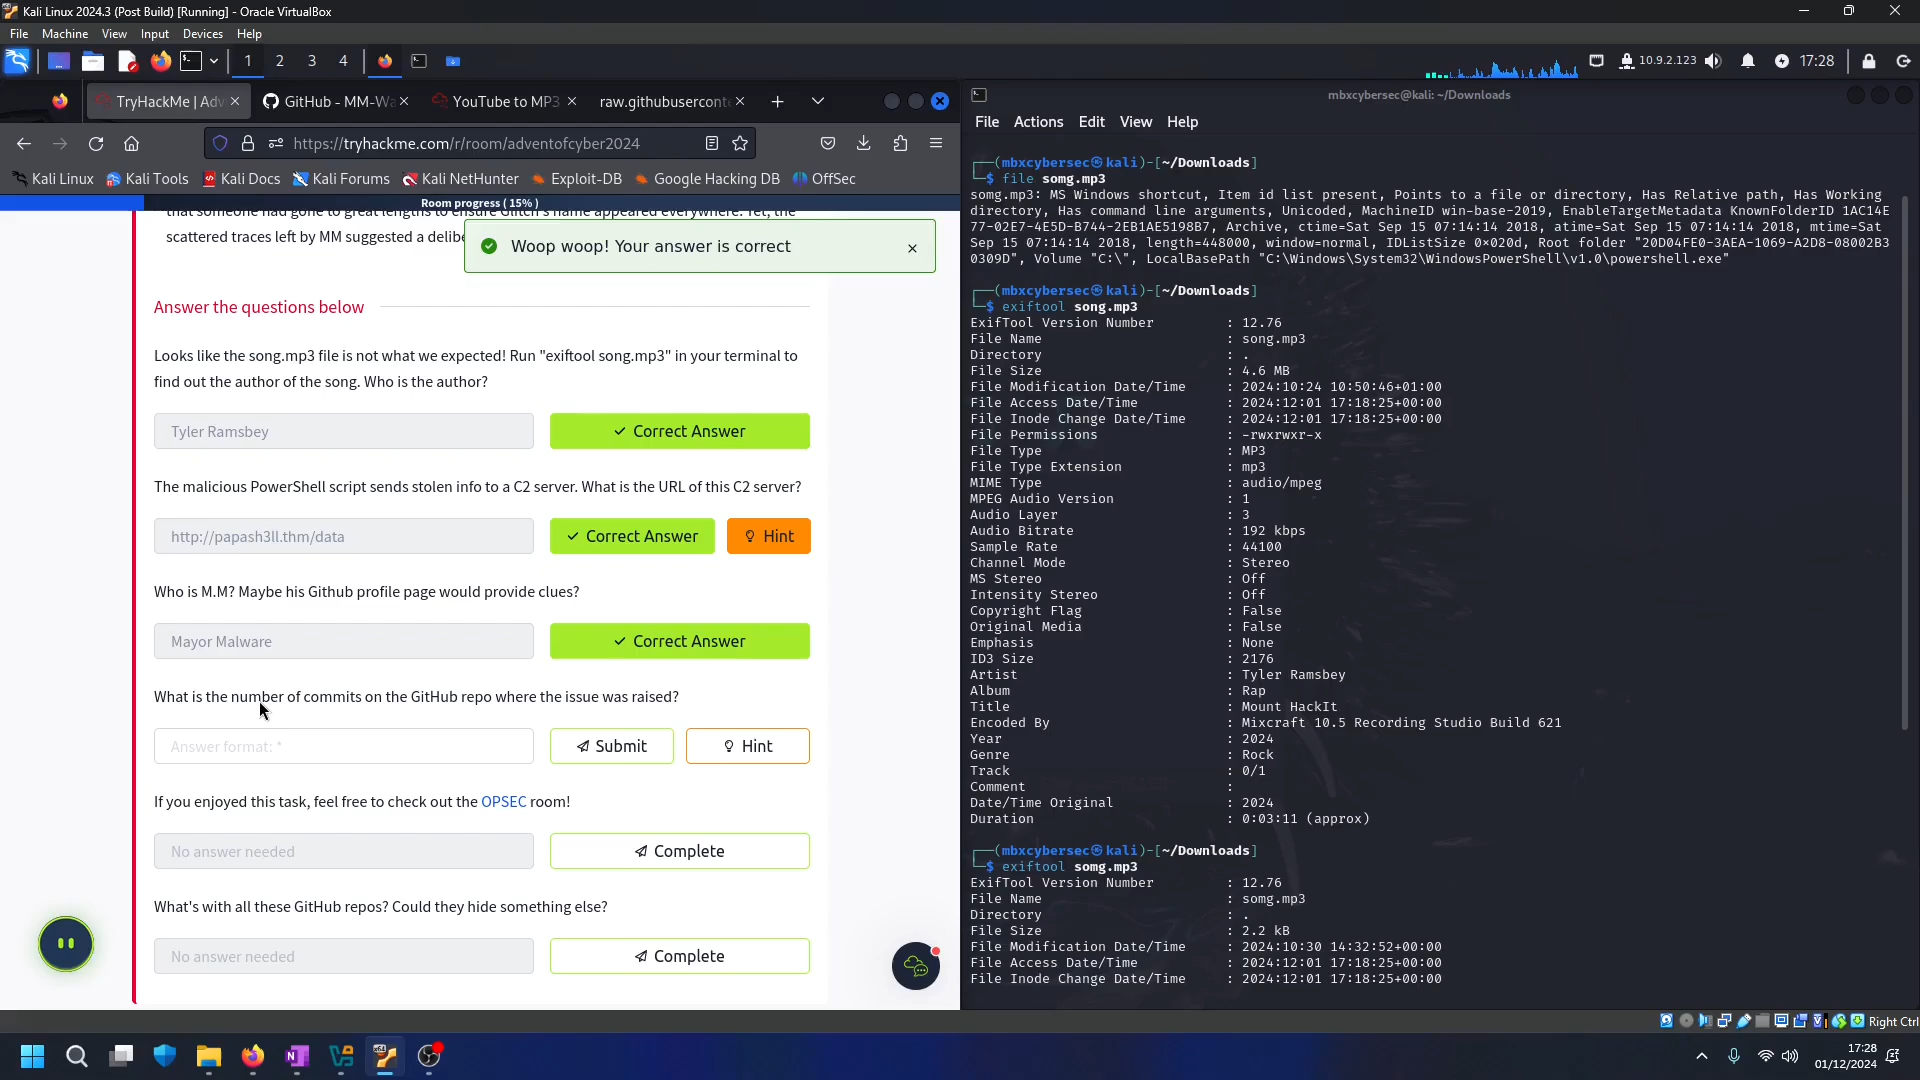 Kali Linux 2024.3 (Post Build) [Running] - Oracle VirtualBox
File Machine View Input Devices Help
1 2 3 4
10.9.2.123
17:28
TryHackMe | Adv
GitHub - MM-Wa
YouTube to MP3
raw.githubuserconte
https://tryhackme.com/r/room/adventofcyber2024
Kali Linux Kali Tools Kali Docs Kali Forums Kali NetHunter Exploit-DB Google Hacking DB OffSec
Room progress ( 15% )
that someone had gone to great lengths to ensure Glitch's name appeared everywhere. Yet, the
scattered traces left by MM suggested a delibe
Woop woop! Your answer is correct
Answer the questions below
Looks like the song.mp3 file is not what we expected! Run "exiftool song.mp3" in your terminal to
find out the author of the song. Who is the author?
Tyler Ramsbey
Correct Answer
The malicious PowerShell script sends stolen info to a C2 server. What is the URL of this C2 server?
http://papash3ll.thm/data
Correct Answer
Hint
Who is M.M? Maybe his Github profile page would provide clues?
Mayor Malware
Correct Answer
What is the number of commits on the GitHub repo where the issue was raised?
Answer format: *
Submit
Hint
If you enjoyed this task, feel free to check out the OPSEC room!
No answer needed
Complete
What's with all these GitHub repos? Could they hide something else?
No answer needed
Complete
mbxcybersec@kali: ~/Downloads
File Actions Edit View Help
┌──(mbxcybersec㉿kali)-[~/Downloads]
└─$ file somg.mp3
somg.mp3: MS Windows shortcut, Item id list present, Points to a file or directory, Has Relative path, Has Working
directory, Has command line arguments, Unicoded, MachineID win-base-2019, EnableTargetMetadata KnownFolderID 1AC14E
77-02E7-4E5D-B744-2EB1AE5198B7, Archive, ctime=Sat Sep 15 07:14:14 2018, atime=Sat Sep 15 07:14:14 2018, mtime=Sat
Sep 15 07:14:14 2018, length=448000, window=normal, IDListSize 0×020d, Root folder "20D04FE0-3AEA-1069-A2D8-08002B3
0309D", Volume "C:\", LocalBasePath "C:\Windows\System32\WindowsPowerShell\v1.0\powershell.exe"
┌──(mbxcybersec㉿kali)-[~/Downloads]
└─$ exiftool song.mp3
ExifTool Version Number : 12.76
File Name : song.mp3
Directory : .
File Size : 4.6 MB
File Modification Date/Time : 2024:10:24 10:50:46+01:00
File Access Date/Time : 2024:12:01 17:18:25+00:00
File Inode Change Date/Time : 2024:12:01 17:18:25+00:00
File Permissions : -rwxrwxr-x
File Type : MP3
File Type Extension : mp3
MIME Type : audio/mpeg
MPEG Audio Version : 1
Audio Layer : 3
Audio Bitrate : 192 kbps
Sample Rate : 44100
Channel Mode : Stereo
MS Stereo : Off
Intensity Stereo : Off
Copyright Flag : False
Original Media : False
Emphasis : None
ID3 Size : 2176
Artist : Tyler Ramsbey
Album : Rap
Title : Mount HackIt
Encoded By : Mixcraft 10.5 Recording Studio Build 621
Year : 2024
Genre : Rock
Track : 0/1
Comment :
Date/Time Original : 2024
Duration : 0:03:11 (approx)
┌──(mbxcybersec㉿kali)-[~/Downloads]
└─$ exiftool somg.mp3
ExifTool Version Number : 12.76
File Name : somg.mp3
Directory : .
File Size : 2.2 kB
File Modification Date/Time : 2024:10:30 14:32:52+00:00
File Access Date/Time : 2024:12:01 17:18:25+00:00
File Inode Change Date/Time : 2024:12:01 17:18:25+00:00
Right Ctrl
17:28
01/12/2024